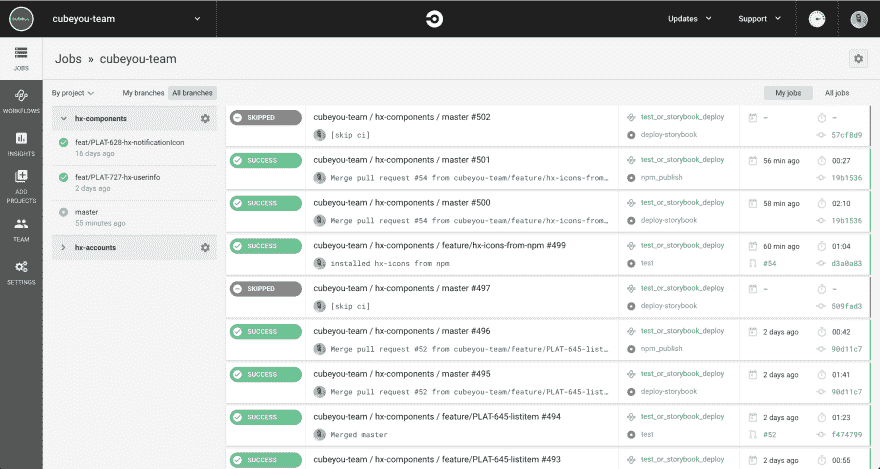 cubeyou-team
Updates
Support
Jobs » cubeyou-team
JOBS
WORKFLOWS
INSIGHTS
ADD
PROJECTS
TEAM
SETTINGS
By project
My branches
All branches
My jobs
All jobs
hx-components
feat/PLAT-628-hx-notificationIcon
16 days ago
feat/PLAT-727-hx-userinfo
2 days ago
master
55 minutes ago
hx-accounts
SKIPPED
cubeyou-team / hx-components / master #502
[skip ci]
test_or_storybook_deploy
deploy-storybook
–
–
57cf8d9
SUCCESS
cubeyou-team / hx-components / master #501
Merge pull request #54 from cubeyou-team/feature/hx-icons-from…
test_or_storybook_deploy
npm_publish
56 min ago
00:27
19b1536
SUCCESS
cubeyou-team / hx-components / master #500
Merge pull request #54 from cubeyou-team/feature/hx-icons-from…
test_or_storybook_deploy
deploy-storybook
58 min ago
02:10
19b1536
SUCCESS
cubeyou-team / hx-components / feature/hx-icons-from-npm #499
installed hx-icons from npm
test_or_storybook_deploy
test
60 min ago
01:04
#54
d3a0a83
SKIPPED
cubeyou-team / hx-components / master #497
[skip ci]
test_or_storybook_deploy
deploy-storybook
–
–
509fad3
SUCCESS
cubeyou-team / hx-components / master #496
Merge pull request #52 from cubeyou-team/feature/PLAT-645-list…
test_or_storybook_deploy
npm_publish
2 days ago
00:42
90d11c7
SUCCESS
cubeyou-team / hx-components / master #495
Merge pull request #52 from cubeyou-team/feature/PLAT-645-list…
test_or_storybook_deploy
deploy-storybook
2 days ago
01:41
90d11c7
SUCCESS
cubeyou-team / hx-components / feature/PLAT-645-listitem #494
Merged master
test_or_storybook_deploy
test
2 days ago
01:23
#52
f474799
SUCCESS
cubeyou-team / hx-components / feature/PLAT-645-listitem #493
test_or_storybook_deploy
2 days ago
00:55